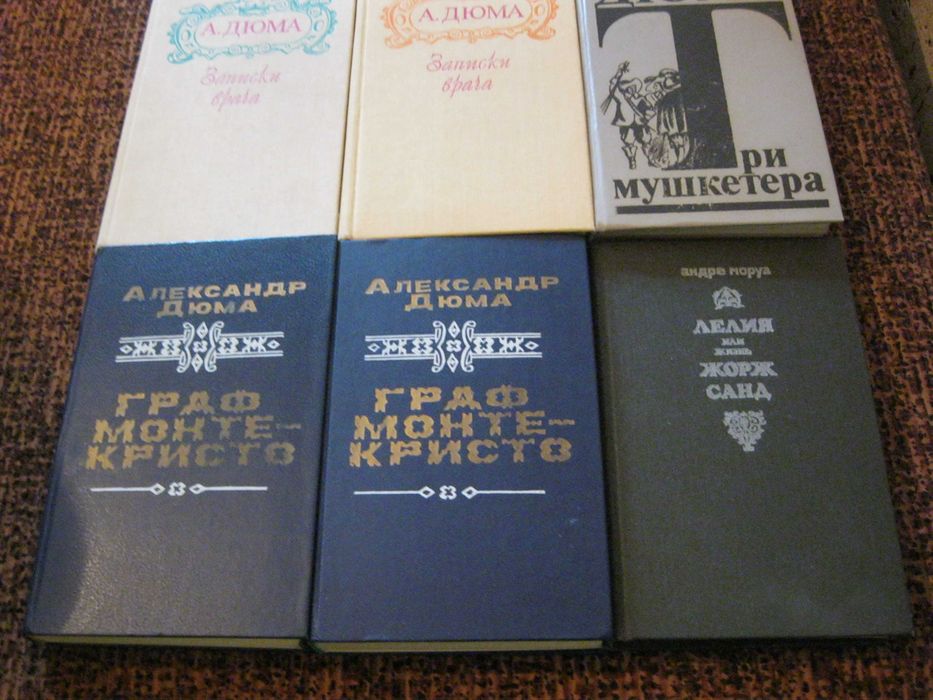 А. ДЮМА
Записки
врача
А. ДЮМА
Записки
врача
Три
мушкетера
АЛЕКСАНДР
ДЮМА
ГРАФ
МОНТЕ-
КРИСТО
АЛЕКСАНДР
ДЮМА
ГРАФ
МОНТЕ-
КРИСТО
андре моруа
ЛЕЛИЯ
или
жизнь
ЖОРЖ
САНД